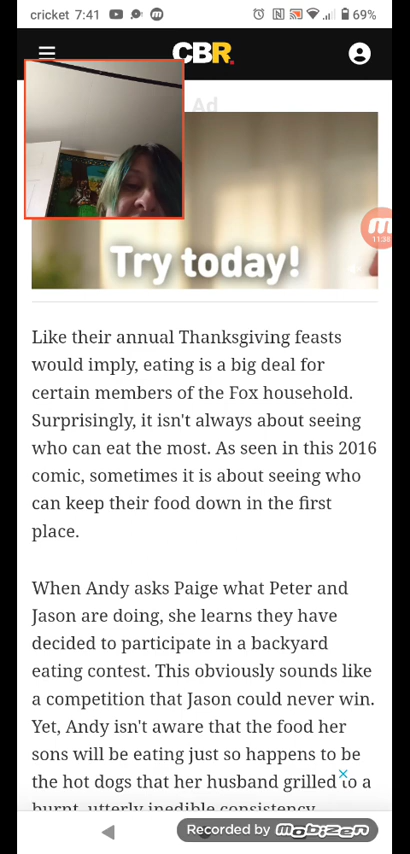 cricket 7:41 69%
CBR.
Ad
Try today!
11:38
Like their annual Thanksgiving feasts
would imply, eating is a big deal for
certain members of the Fox household.
Surprisingly, it isn't always about seeing
who can eat the most. As seen in this 2016
comic, sometimes it is about seeing who
can keep their food down in the first
place.
When Andy asks Paige what Peter and
Jason are doing, she learns they have
decided to participate in a backyard
eating contest. This obviously sounds like
a competition that Jason could never win.
Yet, Andy isn't aware that the food her
sons will be eating just so happens to be
the hot dogs that her husband grilled to a
burnt, utterly inedible consistency.
Recorded by mobizen